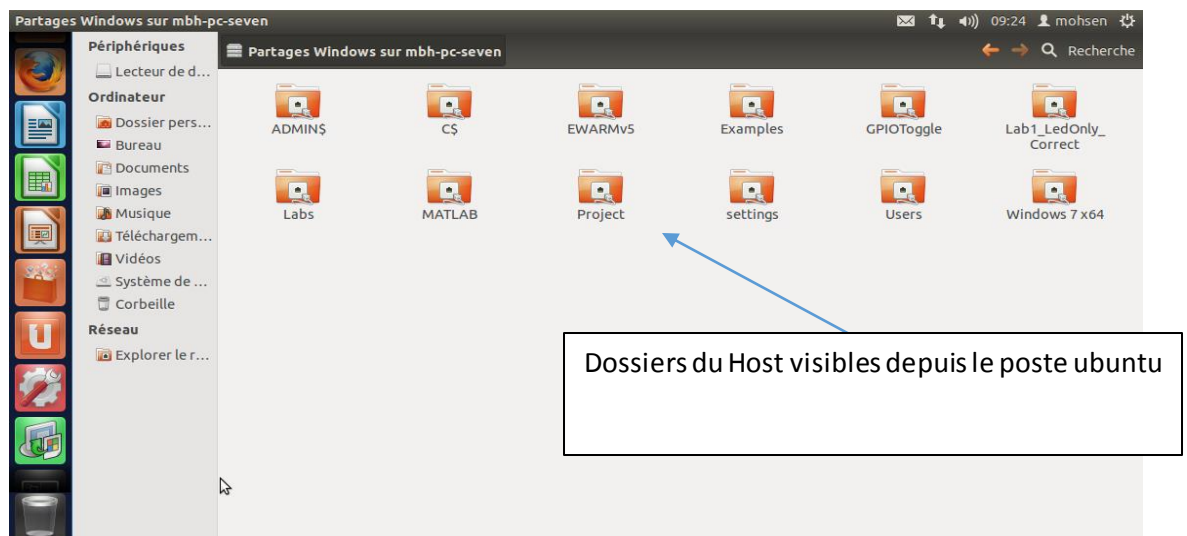 Partages Windows sur mbh-pc-seven
09:24 mohsen
Périphériques
Lecteur de d...
Ordinateur
Dossier pers...
Bureau
Documents
Images
Musique
Téléchargem...
Vidéos
Système de ...
Corbeille
Réseau
Explorer le r...
Partages Windows sur mbh-pc-seven
Recherche
ADMIN$
C$
EWARMv5
Examples
GPIOToggle
Lab1_LedOnly_
Correct
Labs
MATLAB
Project
settings
Users
Windows 7 x64
Dossiers du Host visibles depuis le poste ubuntu